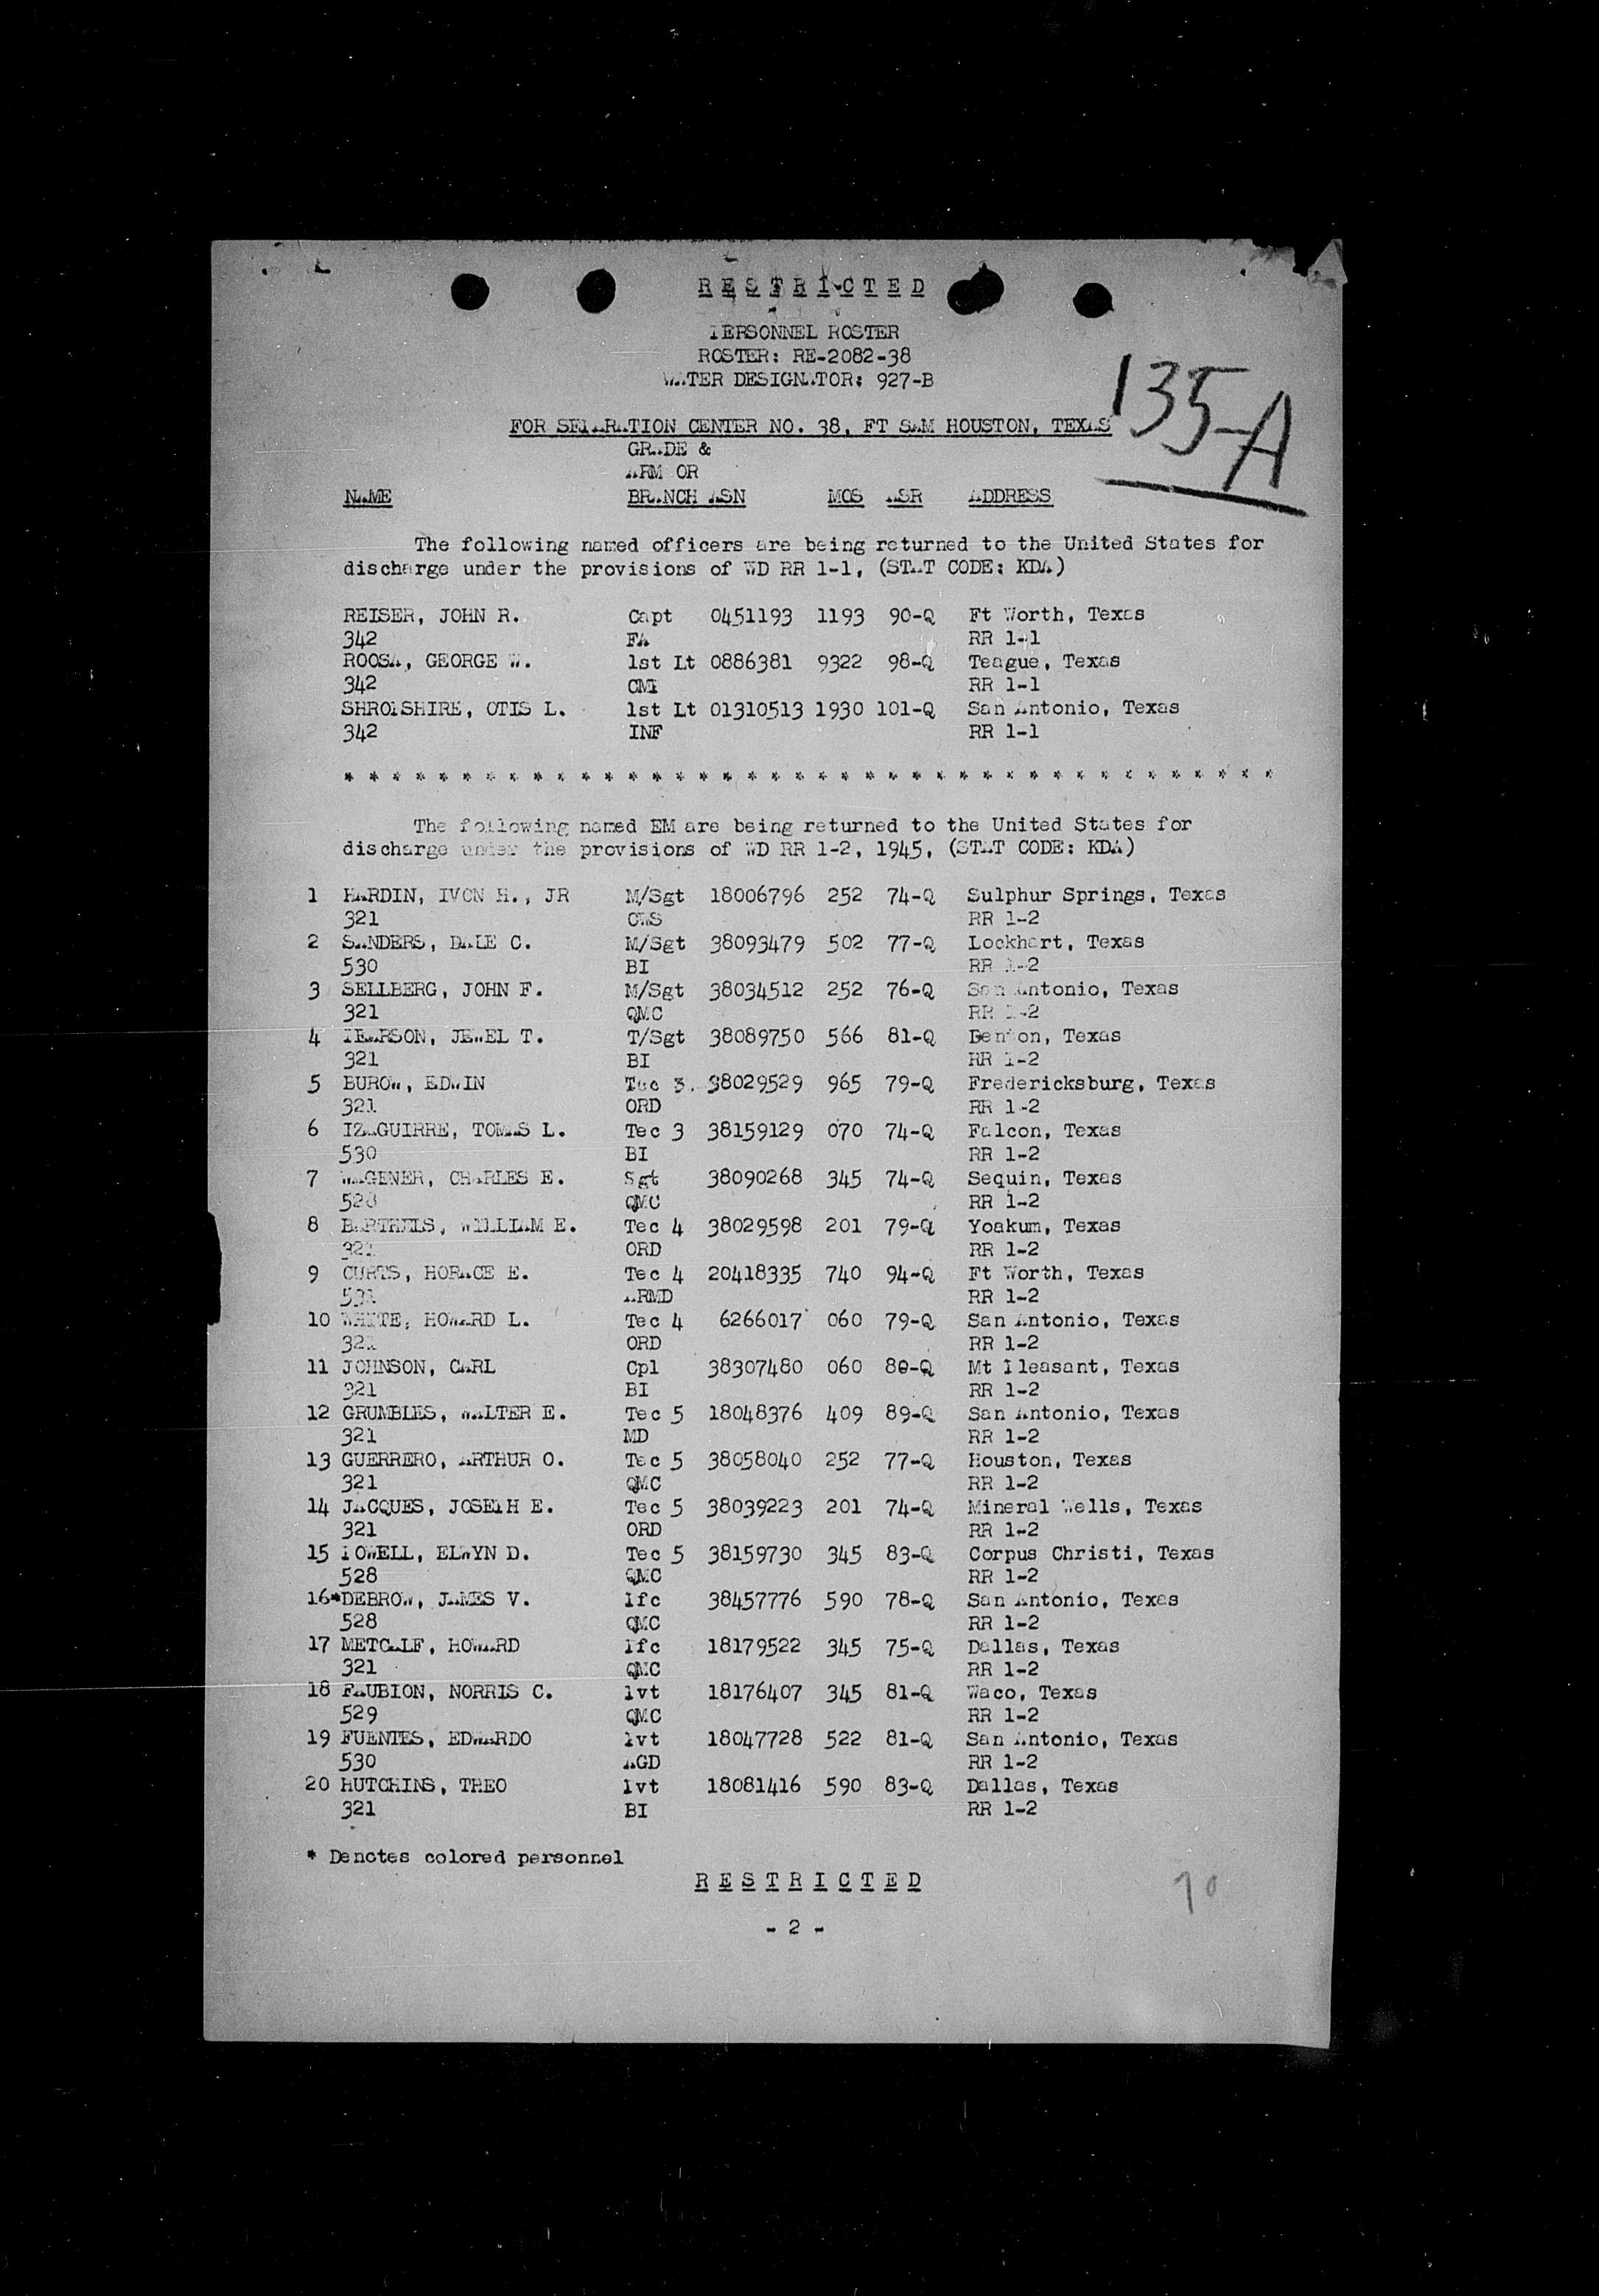 RESTRICTED
PERSONNEL ROSTER
ROSTER: RE-2082-38
WATER DESIGNATOR: 927-B
135-A
FOR SEPARATION CENTER NO. 38, FT SAM HOUSTON, TEXAS
GRADE &
ARM OR
NAME BRANCH ASN MOS ASR ADDRESS
The following named officers are being returned to the United States for
discharge under the provisions of WD RR 1-1, (STAT CODE: KDA)
REISER, JOHN R. Capt 0451193 1193 90-Q Ft Worth, Texas
342 FA RR 1-1
ROOSA, GEORGE W. 1st Lt 0886381 9322 98-Q Teague, Texas
342 CMP RR 1-1
SHROPSHIRE, OTIS L. 1st Lt 01310513 1930 101-Q San Antonio, Texas
342 INF RR 1-1
* * * * * * * * * * * * * * * * * * * * * * * * * * * * * * * * * * * * * * * *
The following named EM are being returned to the United States for
discharge under the provisions of WD RR 1-2, 1945, (STAT CODE: KDA)
1 HARDIN, IVON H., JR M/Sgt 18006796 252 74-Q Sulphur Springs, Texas
321 CWS RR 1-2
2 SANDERS, DALE C. M/Sgt 38093479 502 77-Q Lockhart, Texas
530 BI RR 1-2
3 SELLBERG, JOHN F. M/Sgt 38034512 252 76-Q San Antonio, Texas
321 QMC RR 1-2
4 PEARSON, JEWEL T. T/Sgt 38089750 566 81-Q Denton, Texas
321 BI RR 1-2
5 BUROW, EDWIN Tec 3. 38029529 965 79-Q Fredericksburg, Texas
321 ORD RR 1-2
6 IZAGUIRRE, TOMAS L. Tec 3 38159129 070 74-Q Falcon, Texas
530 BI RR 1-2
7 WAGENER, CHARLES E. Sgt 38090268 345 74-Q Sequin, Texas
528 QMC RR 1-2
8 BARTHELS, WILLIAM E. Tec 4 38029598 201 79-Q Yoakum, Texas
321 ORD RR 1-2
9 CURTS, HORACE E. Tec 4 20418335 740 94-Q Ft Worth, Texas
531 ARMD RR 1-2
10 WHITE, HOWARD L. Tec 4 6266017 060 79-Q San Antonio, Texas
321 ORD RR 1-2
11 JOHNSON, CARL Cpl 38307480 060 80-Q Mt Pleasant, Texas
321 BI RR 1-2
12 GRUMBLES, WALTER E. Tec 5 18048376 409 89-Q San Antonio, Texas
321 MD RR 1-2
13 GUERRERO, ARTHUR O. Tec 5 38058040 252 77-Q Houston, Texas
321 QMC RR 1-2
14 JACQUES, JOSEPH E. Tec 5 38039223 201 74-Q Mineral Wells, Texas
321 ORD RR 1-2
15 POWELL, ELWYN D. Tec 5 38159730 345 83-Q Corpus Christi, Texas
528 QMC RR 1-2
16*DEBROW, JAMES V. Pfc 38457776 590 78-Q San Antonio, Texas
528 QMC RR 1-2
17 METCALF, HOWARD Pfc 18179522 345 75-Q Dallas, Texas
321 QMC RR 1-2
18 FAUBION, NORRIS C. Pvt 18176407 345 81-Q Waco, Texas
529 QMC RR 1-2
19 FUENTES, EDWARDO Pvt 18047728 522 81-Q San Antonio, Texas
530 AGD RR 1-2
20 HUTCHINS, THEO Pvt 18081416 590 83-Q Dallas, Texas
321 BI RR 1-2
* Denotes colored personnel
RESTRICTED
70
- 2 -